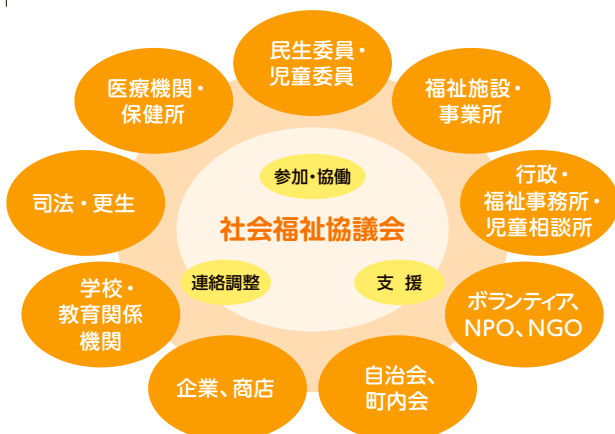 民生委員・
児童委員
医療機関・
保健所
福祉施設・
事業所
司法・更生
参加・協働
行政・
福祉事務所・
児童相談所
社会福祉協議会
連絡調整
支 援
学校・
教育関係
機関
ボランティア、
NPO、NGO
企業、商店
自治会、
町内会